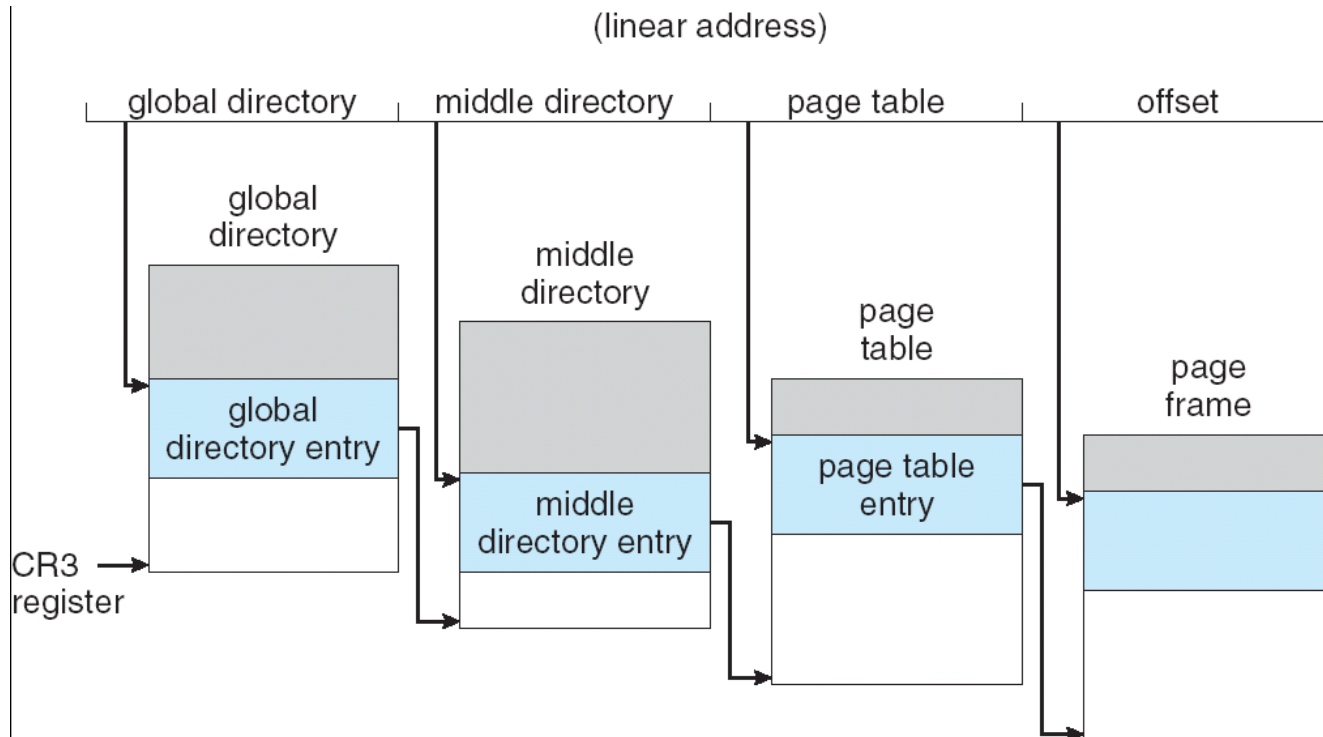 (linear address)
global directory
middle directory
page table
offset
global
directory
middle
directory
page
table
page
frame
global
directory entry
middle
directory entry
page table
entry
CR3
register